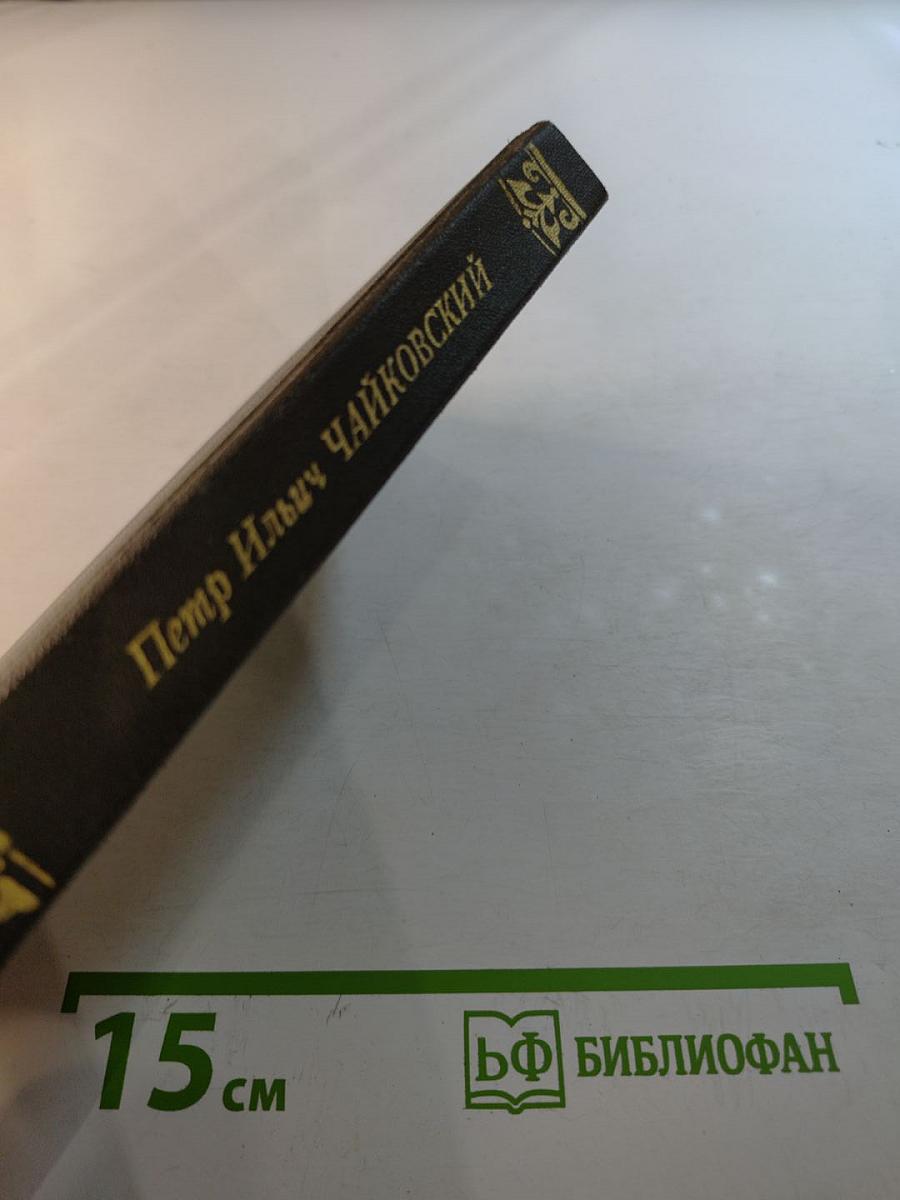 Петр Ильич ЧАЙКОВСКИЙ
15 см
ЬФ БИБЛИОФАН